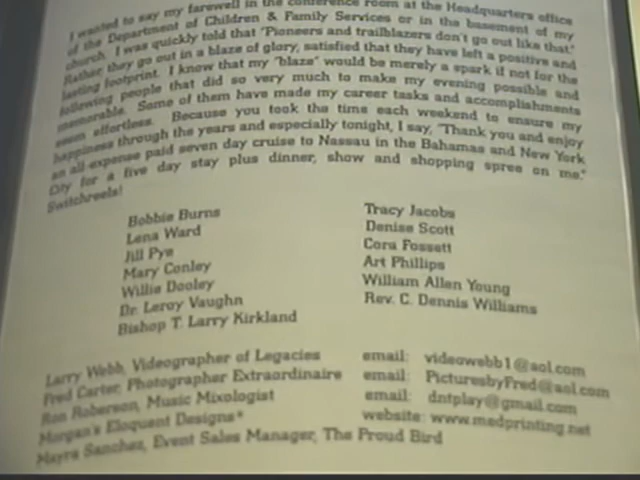 I wanted to say my farewell in the conference room at the Headquarters office
of the Department of Children & Family Services or in the basement of my
church. I was quickly told that "Pioneers and trailblazers don't go out like that."
Rather, they go out in a blaze of glory, satisfied that they have left a positive and
lasting footprint. I know that my "blaze" would be merely a spark if not for the
following people that did so very much to make my evening possible and
memorable. Some of them have made my career tasks and accomplishments
seem effortless. Because you took the time each weekend to ensure my
happiness through the years and especially tonight, I say, "Thank you and enjoy
an all-expense paid seven day cruise to Nassau in the Bahamas and New York
City for a five day stay plus dinner, show and shopping spree on me."
Switchreels!
Bobbie Burns
Lena Ward
Jill Pye
Mary Conley
Willie Dooley
Dr. Leroy Vaughn
Bishop T. Larry Kirkland
Tracy Jacobs
Denise Scott
Cora Fossett
Art Phillips
William Allen Young
Rev. C. Dennis Williams
Larry Webb, Videographer of Legacies email: videowebb1@aol.com
Fred Carter, Photographer Extraordinaire email: PicturesbyFred@aol.com
Ron Roberson, Music Mixologist email: dntplay@gmail.com
Morgan's Eloquent Designs* website: www.medprinting.net
Mayra Sanchez, Event Sales Manager, The Proud Bird